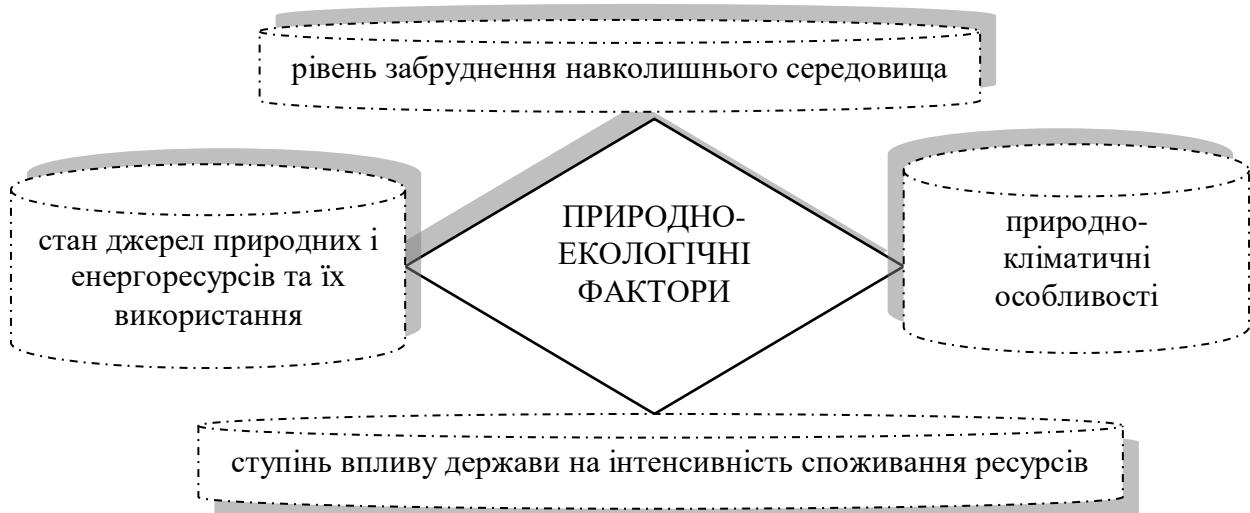 рівень забруднення навколишнього середовища
стан джерел природних і
енергоресурсів та їх
використання
ПРИРОДНО-
ЕКОЛОГІЧНІ
ФАКТОРИ
природно-
кліматичні
особливості
ступінь впливу держави на інтенсивність споживання ресурсів